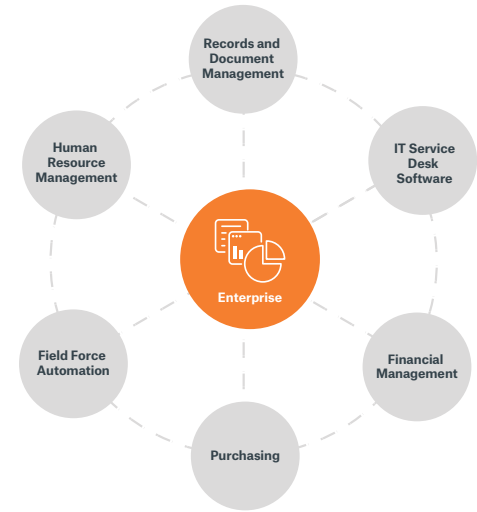 Records and
Document
Management
Human
Resource
Management
IT Service
Desk
Software
Enterprise
Field Force
Automation
Financial
Management
Purchasing